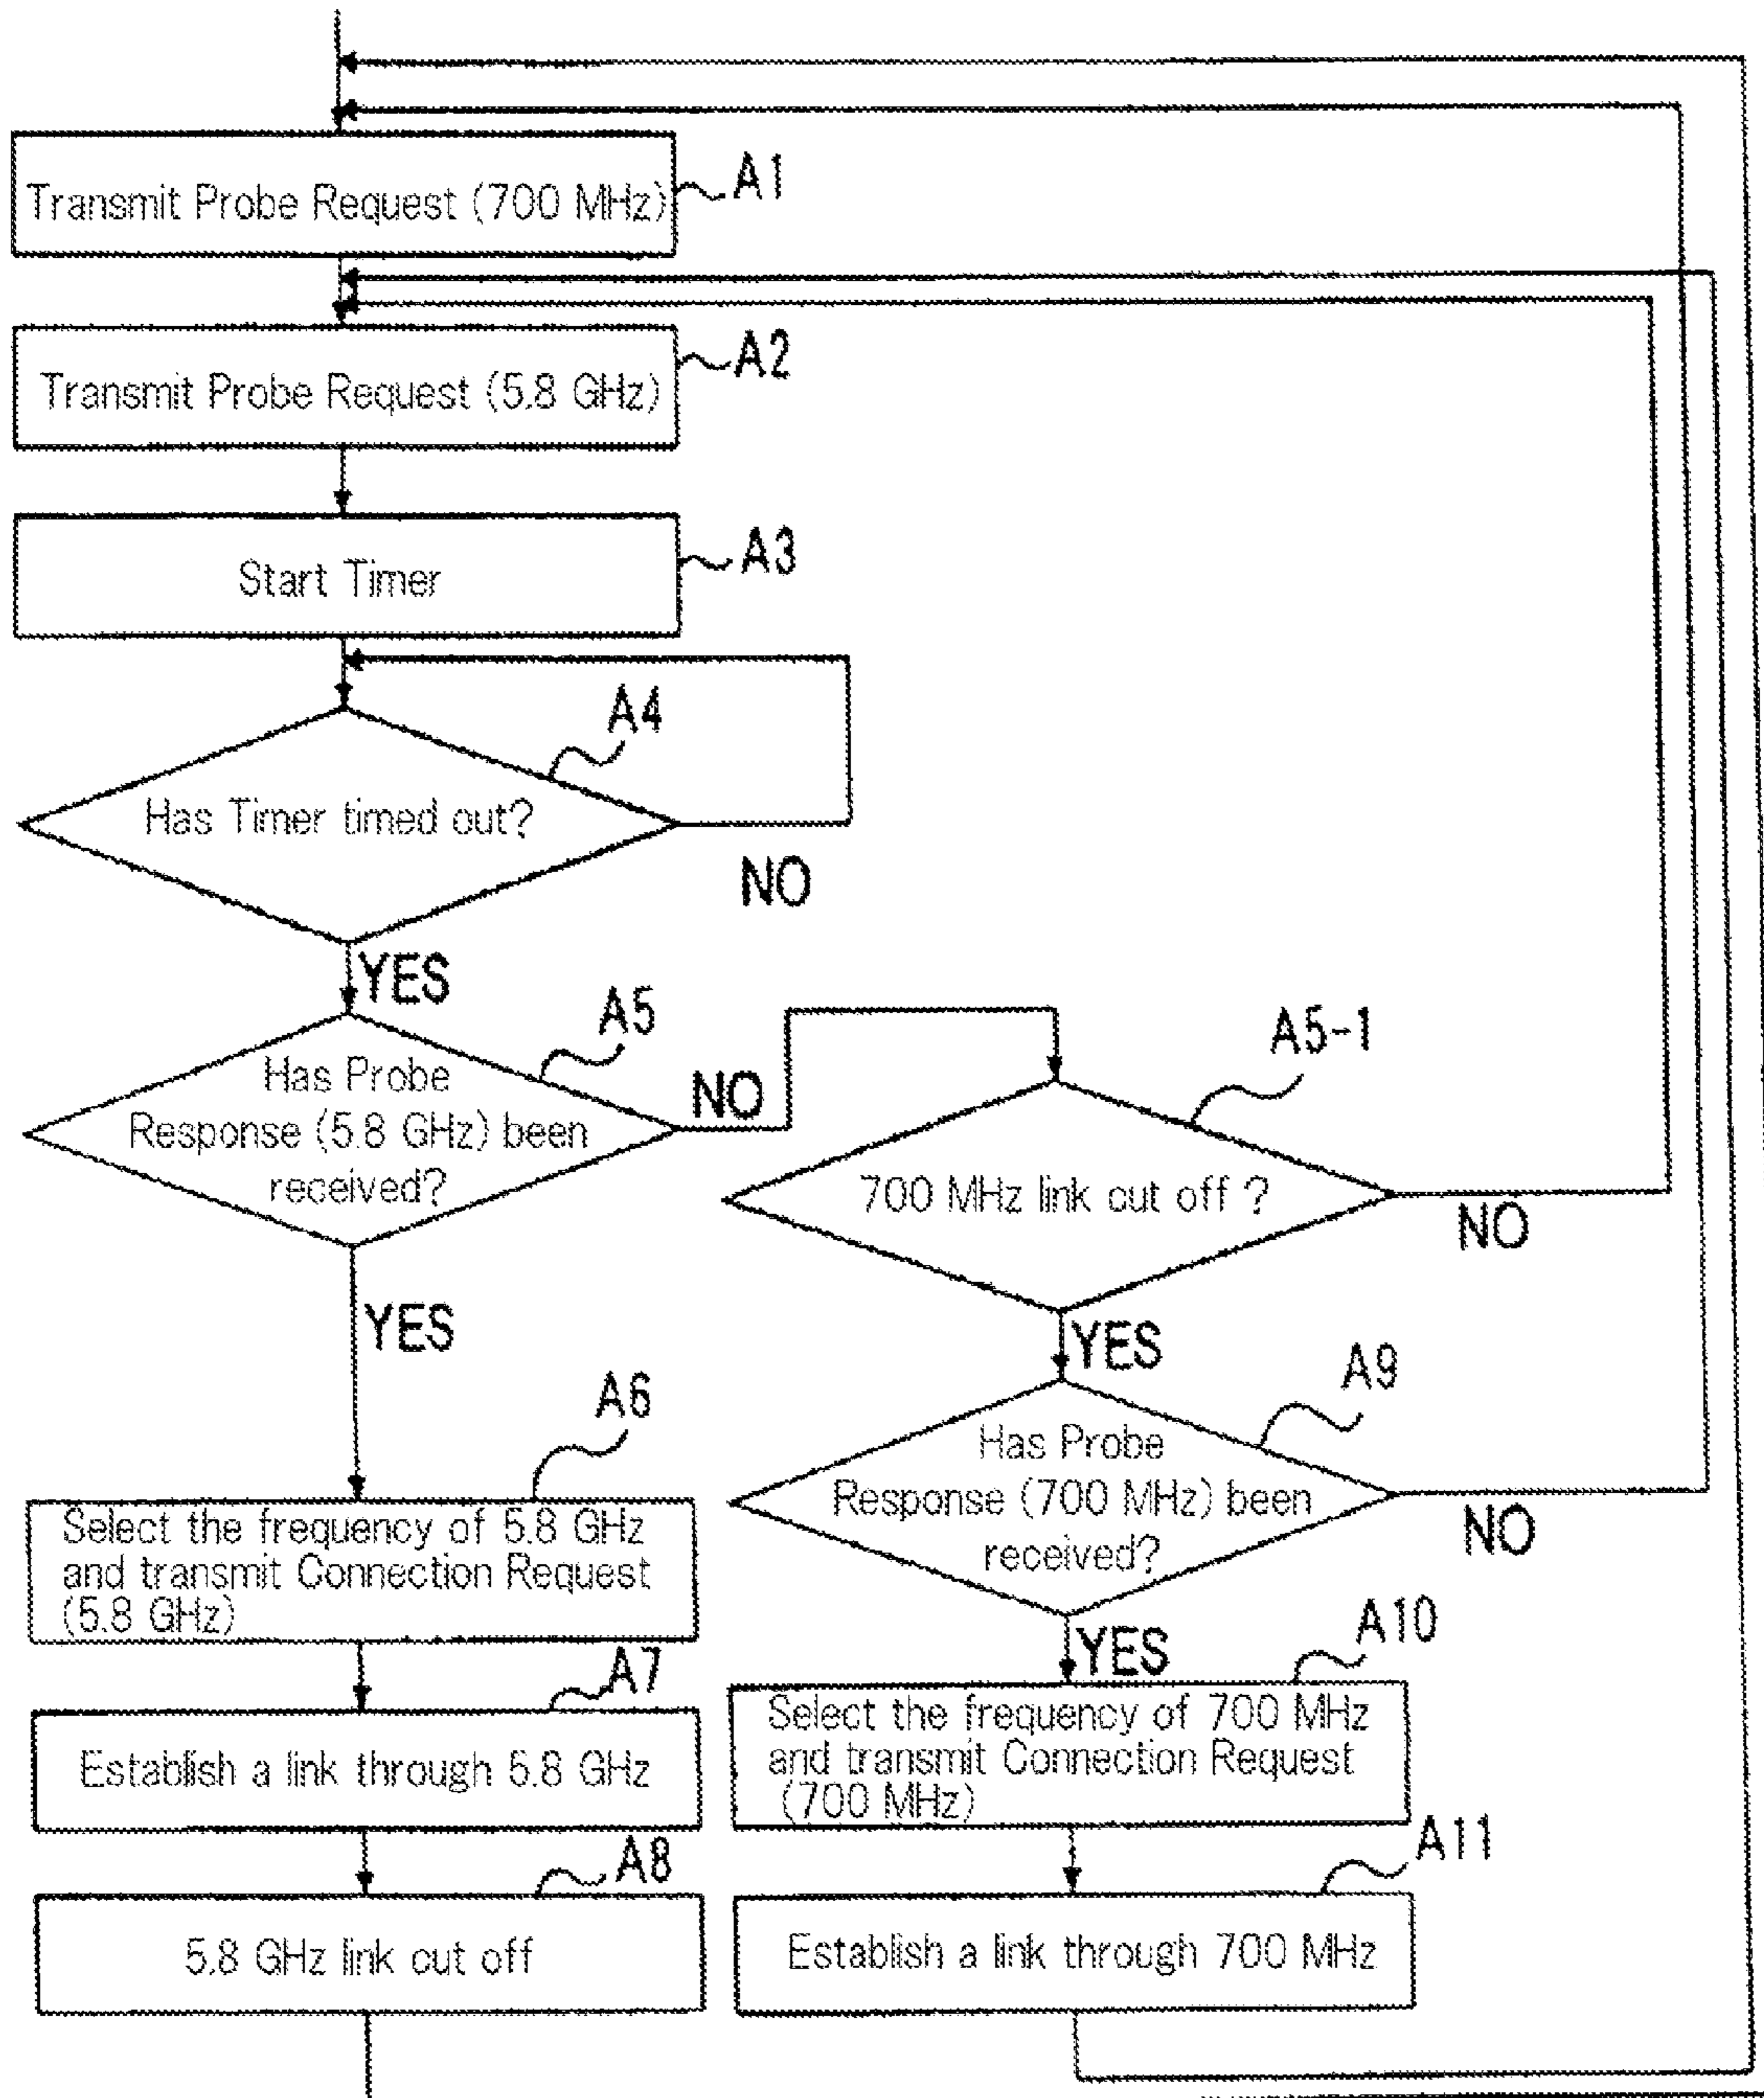 A1
Transmit Probe Request (700 MHz)
A2
Transmit Probe Request (5.8 GHz)
A3
Start Timer
A4
Has Timer timed out?
NO
YES
A5
Has Probe
Response (5.8 GHz) been
received?
NO
A5-1
700 MHz link cut off ?
NO
YES
YES
A9
Has Probe
Response (700 MHz) been
received?
NO
A6
Select the frequency of 5.8 GHz
and transmit Connection Request
(5.8 GHz)
YES
A10
Select the frequency of 700 MHz
and transmit Connection Request
(700 MHz)
A7
Establish a link through 5.8 GHz
A8
5.8 GHz link cut off
A11
Establish a link through 700 MHz